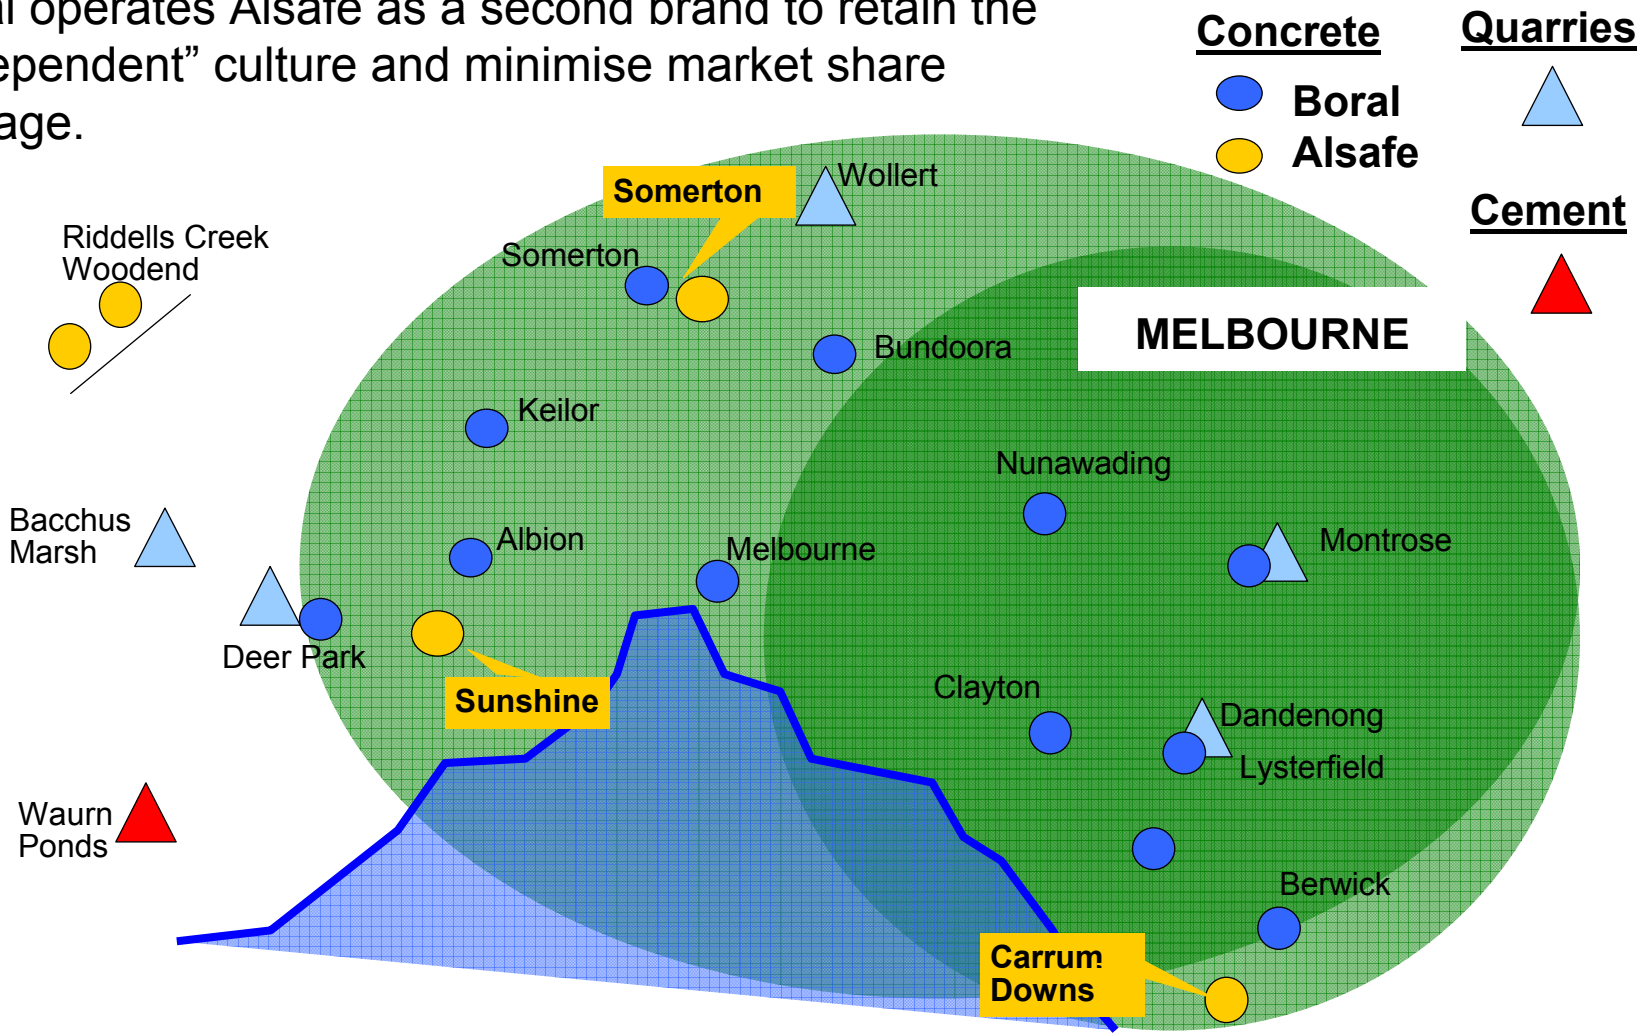 al operates Alsafe as a second brand to retain the
ependent” culture and minimise market share
age.
Concrete
Boral
Alsafe
Quarries
Cement
Somerton
Wollert
Riddells Creek
Woodend
Somerton
MELBOURNE
Bundoora
Keilor
Nunawading
Bacchus
Marsh
Albion
Melbourne
Montrose
Deer Park
Sunshine
Clayton
Dandenong
Lysterfield
Waurn
Ponds
Berwick
Carrum
Downs